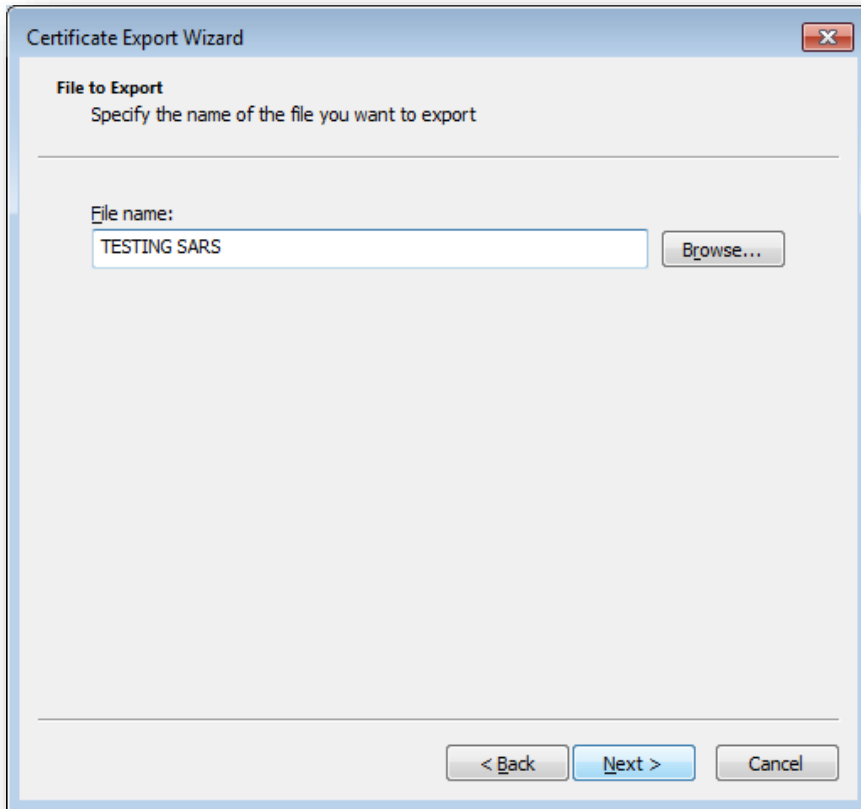 Certificate Export Wizard
File to Export
Specify the name of the file you want to export
File name:
TESTING SARS
Browse...
< Back
Next >
Cancel